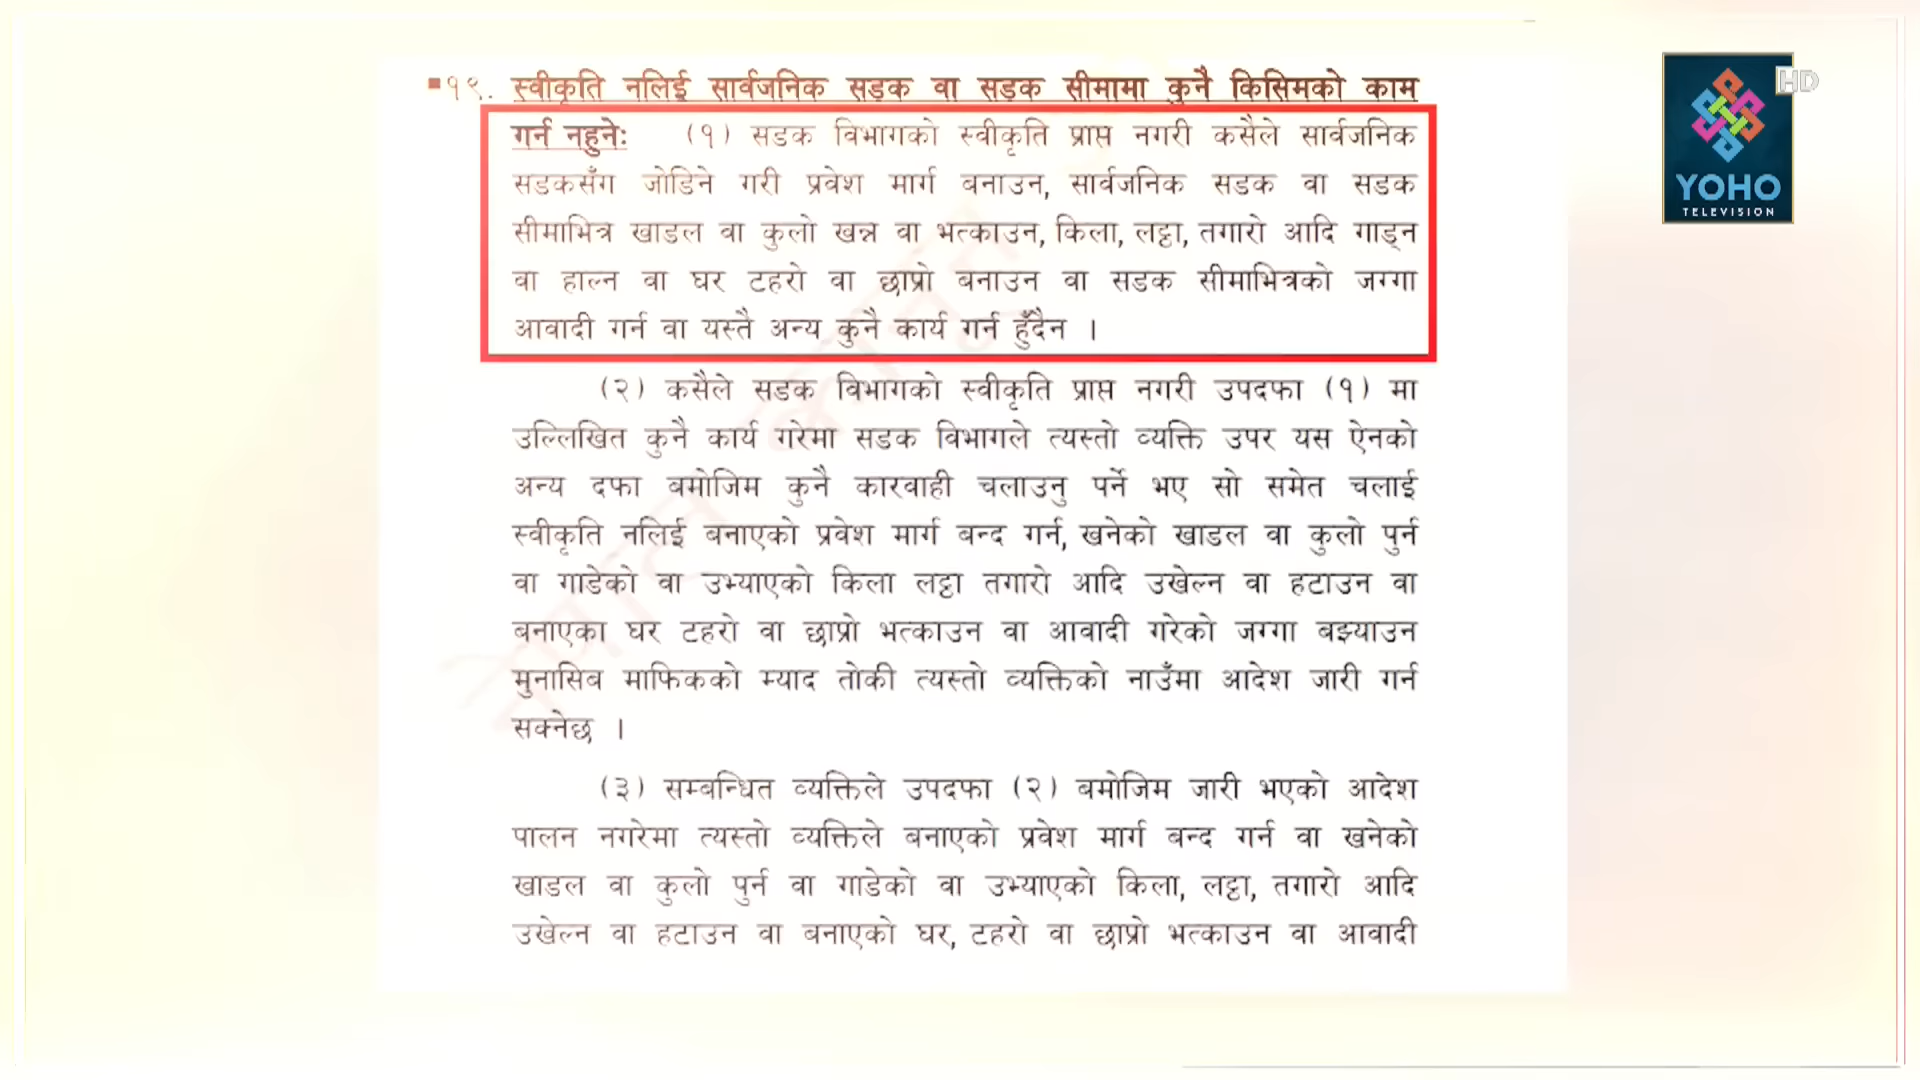 १९. स्वीकृति नलिई सार्वजनिक सडक वा सडक सीमामा कुनै किसिमको काम
गर्न नहुनेः (१) सडक विभागको स्वीकृति प्राप्त नगरी कसैले सार्वजनिक
सडकसँग जोडिने गरी प्रवेश मार्ग बनाउन, सार्वजनिक सडक वा सडक
सीमाभित्र खाडल वा कुलो खन्न वा भत्काउन, किला, लट्ठा, तगारो आदि गाड्न
वा हाल्न वा घर टहरो वा छाप्रो बनाउन वा सडक सीमाभित्रको जग्गा
आवादी गर्न वा यस्तै अन्य कुनै कार्य गर्न हुँदैन ।
(२) कसैले सडक विभागको स्वीकृति प्राप्त नगरी उपदफा (१) मा
उल्लिखित कुनै कार्य गरेमा सडक विभागले त्यस्तो व्यक्ति उपर यस ऐनको
अन्य दफा बमोजिम कुनै कारवाही चलाउनु पर्ने भए सो समेत चलाई
स्वीकृति नलिई बनाएको प्रवेश मार्ग बन्द गर्न, खनेको खाडल वा कुलो पुर्न
वा गाडेको वा उभ्याएको किला लट्ठा तगारो आदि उखेल्न वा हटाउन वा
बनाएका घर टहरो वा छाप्रो भत्काउन वा आवादी गरेको जग्गा बझ्याउन
मुनासिब माफिकको म्याद तोकी त्यस्तो व्यक्तिको नाउँमा आदेश जारी गर्न
सक्नेछ ।
(३) सम्बन्धित व्यक्तिले उपदफा (२) बमोजिम जारी भएको आदेश
पालन नगरेमा त्यस्तो व्यक्तिले बनाएको प्रवेश मार्ग बन्द गर्न वा खनेको
खाडल वा कुलो पुर्न वा गाडेको वा उभ्याएको किला, लट्ठा, तगारो आदि
उखेल्न वा हटाउन वा बनाएको घर, टहरो वा छाप्रो भत्काउन वा आवादी
HD
YOHO
TELEVISION